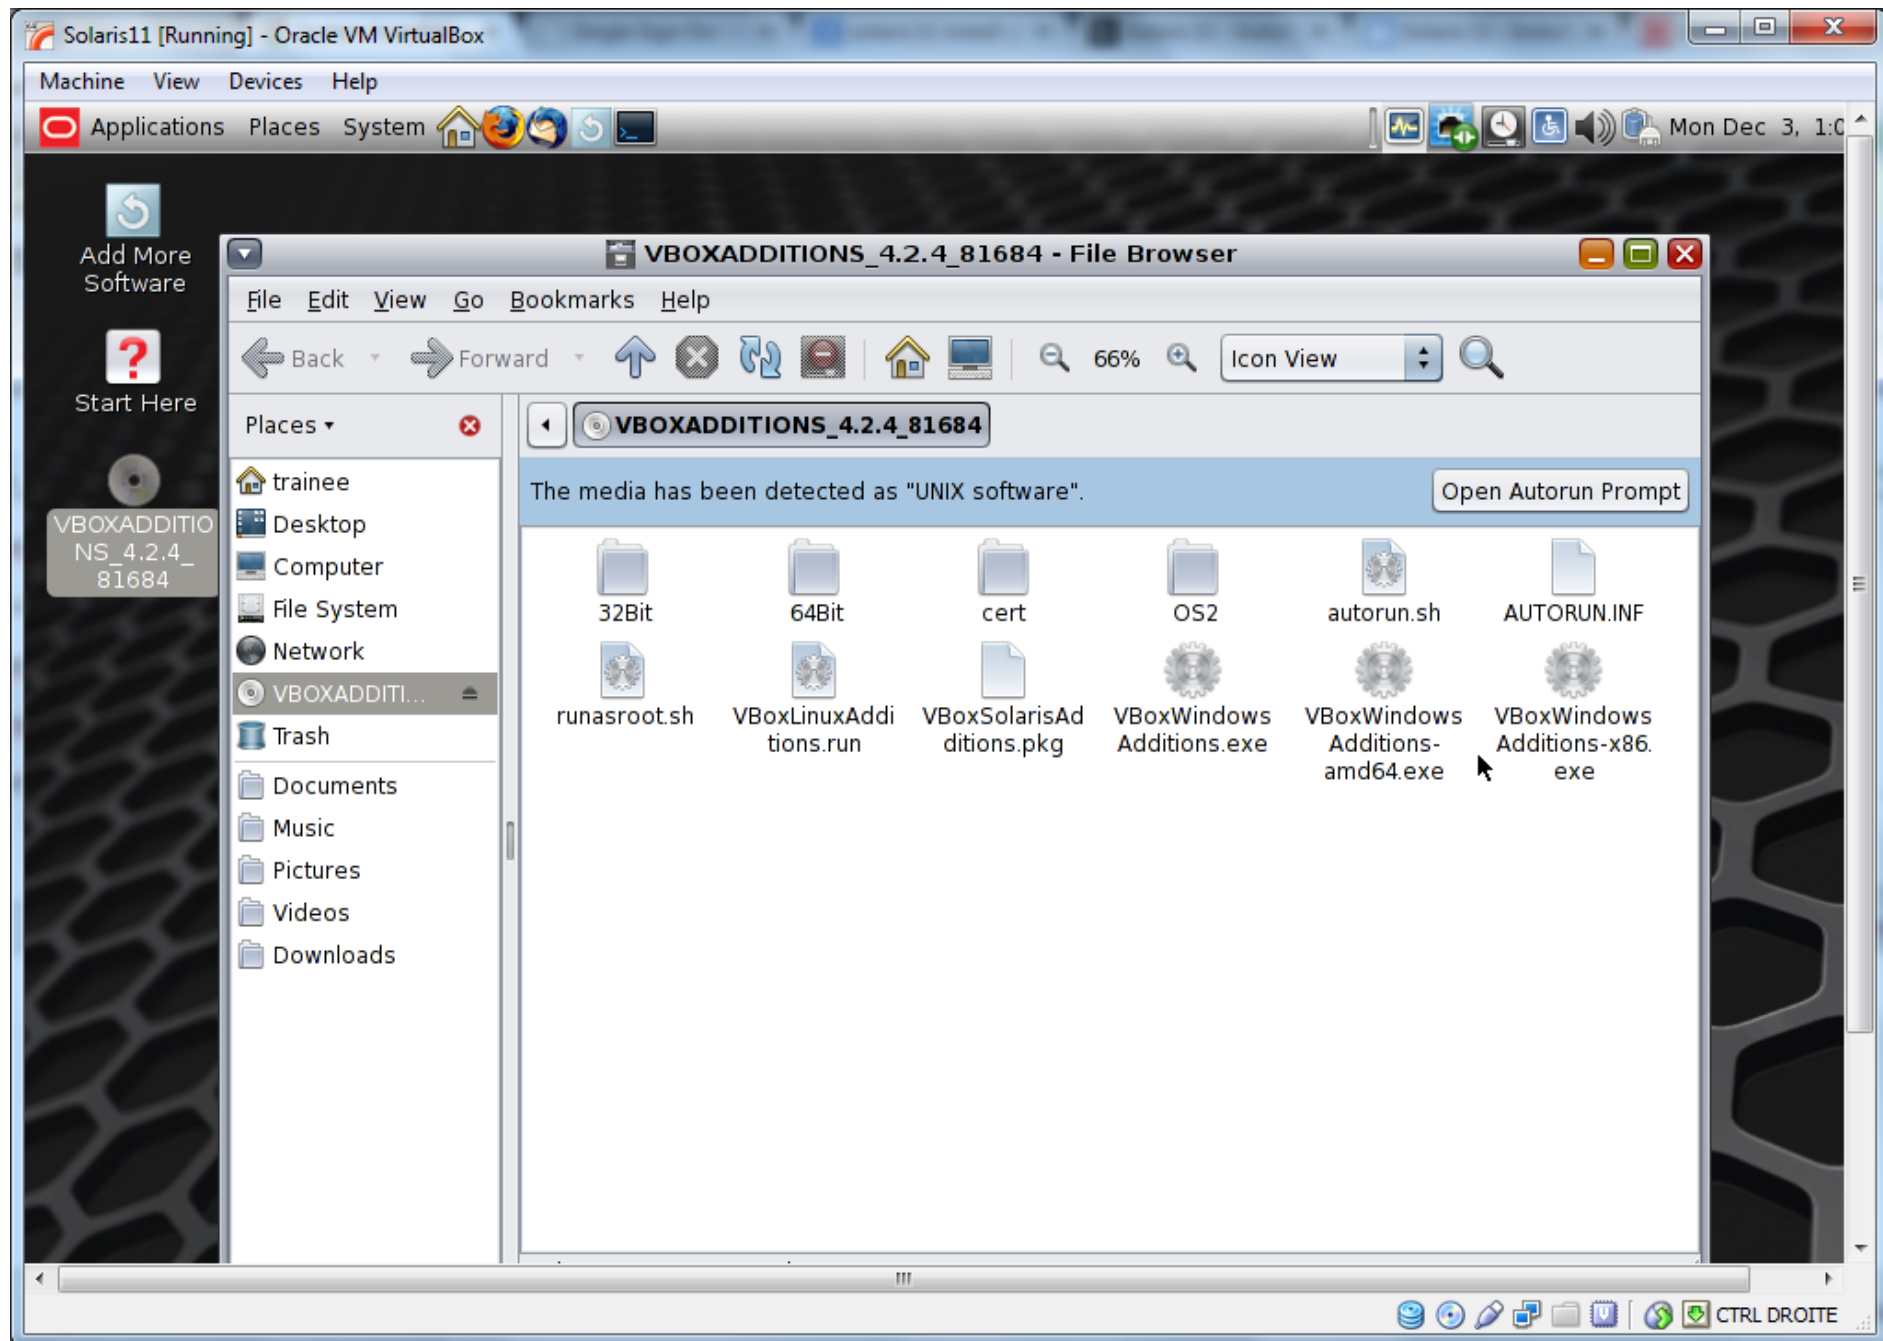 Solaris11 [Running] - Oracle VM VirtualBox
Machine View Devices Help
Applications Places System
Mon Dec 3, 1:0
Add More
Software
Start Here
VBOXADDITIO
NS_4.2.4_
81684
VBOXADDITIONS_4.2.4_81684 - File Browser
File Edit View Go Bookmarks Help
Back Forward 66% Icon View
Places
VBOXADDITIONS_4.2.4_81684
The media has been detected as "UNIX software".
Open Autorun Prompt
trainee
Desktop
Computer
File System
Network
VBOXADDITI...
Trash
Documents
Music
Pictures
Videos
Downloads
32Bit
64Bit
cert
OS2
autorun.sh
AUTORUN.INF
runasroot.sh
VBoxLinuxAddi
tions.run
VBoxSolarisAd
ditions.pkg
VBoxWindows
Additions.exe
VBoxWindows
Additions-
amd64.exe
VBoxWindows
Additions-x86.
exe
CTRL DROITE